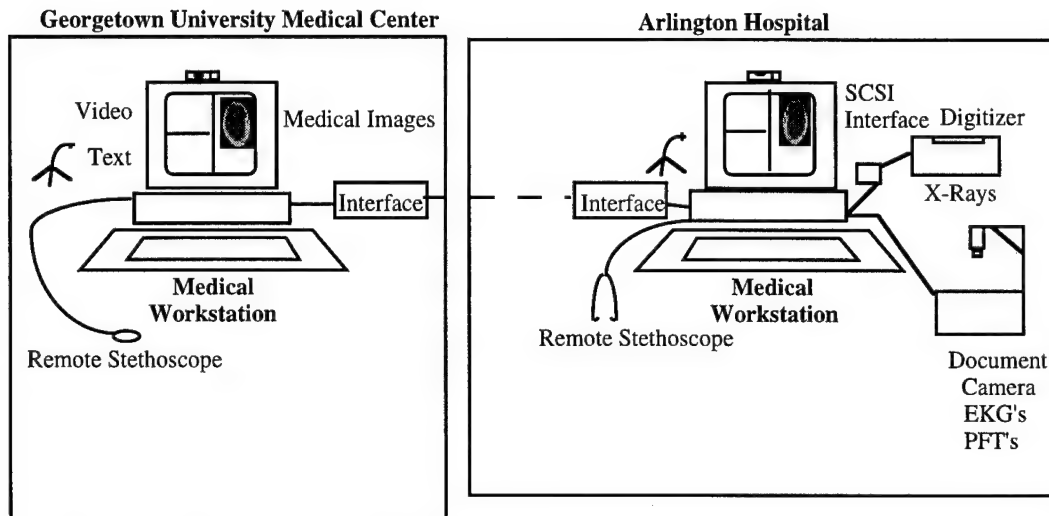 Georgetown University Medical Center
Arlington Hospital
Video
Medical Images
Text
Interface
Medical
Workstation
Remote Stethoscope
SCSI
Interface
Digitizer
X-Rays
Interface
Medical
Workstation
Remote Stethoscope
Document
Camera
EKG's
PFT's